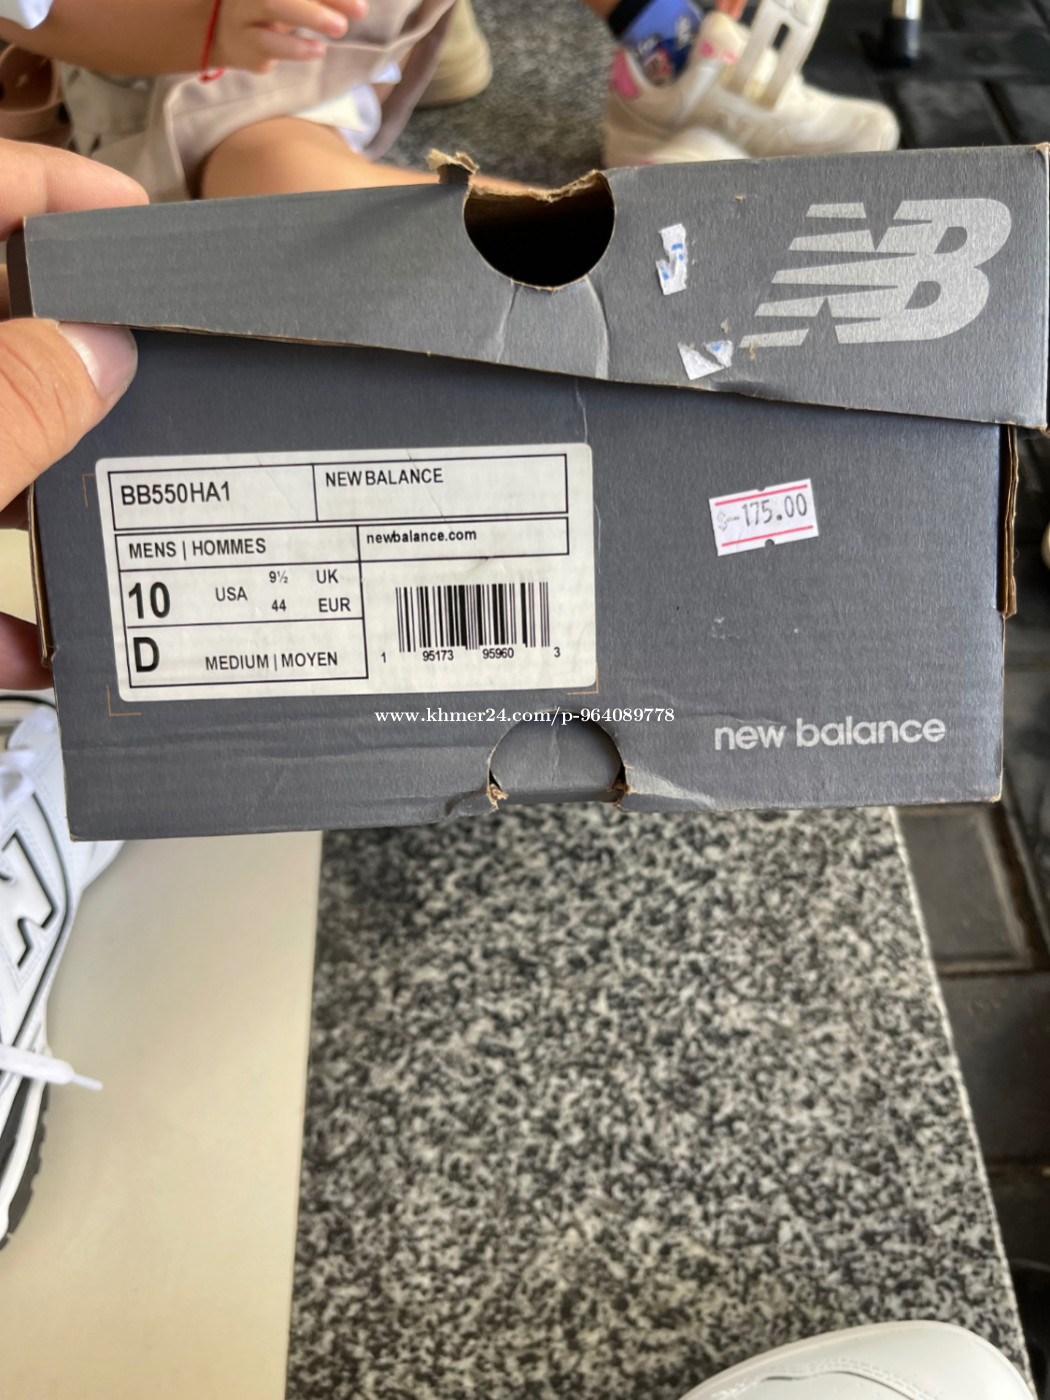 NB
$-175.00
BB550HA1
NEW BALANCE
MENS | HOMMES
newbalance.com
10 USA 9½ UK
44 EUR
D MEDIUM | MOYEN
1 95173 95960 3
www.khmer24.com/p-964089778
new balance
N